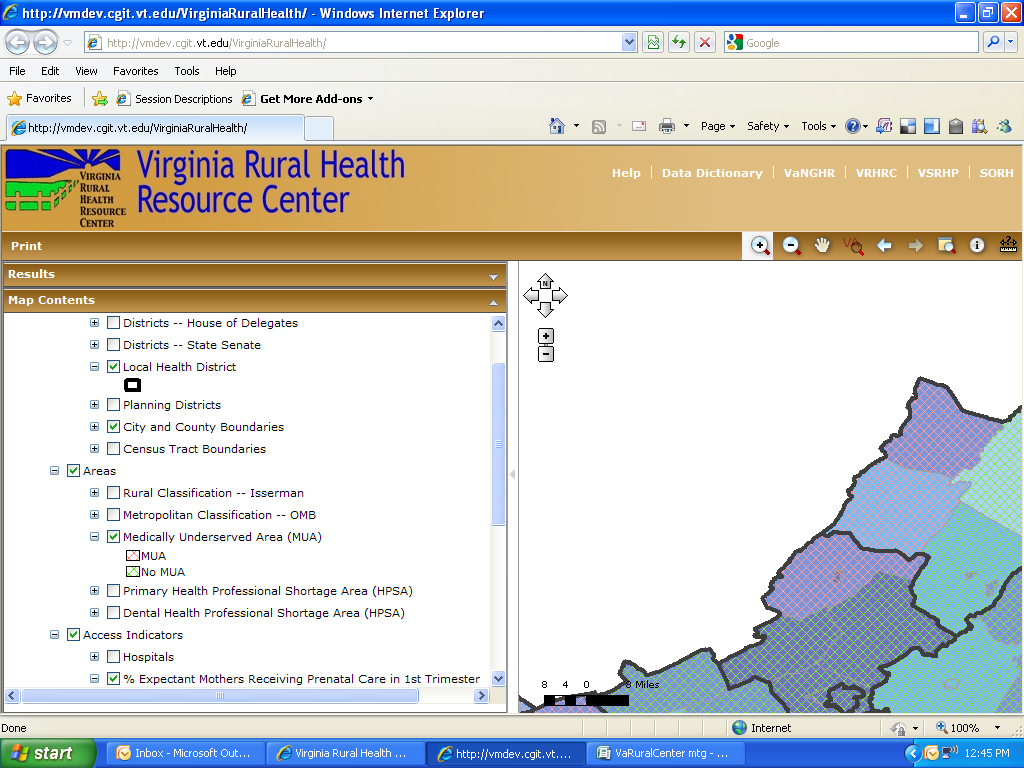 http://vmdev.cgit.vt.edu/VirginiaRuralHealth/ - Windows Internet Explorer
http://vmdev.cgit.vt.edu/VirginiaRuralHealth/
Google
File Edit View Favorites Tools Help
Favorites Session Descriptions Get More Add-ons
http://vmdev.cgit.vt.edu/VirginiaRuralHealth/
Page Safety Tools
VIRGINIA
RURAL
HEALTH
RESOURCE
CENTER
Virginia Rural Health
Resource Center
Help Data Dictionary VaNGHR VRHRC VSRHP SORH
Print
VA
Results
Map Contents
Districts -- House of Delegates
Districts -- State Senate
Local Health District
Planning Districts
City and County Boundaries
Census Tract Boundaries
Areas
Rural Classification -- Isserman
Metropolitan Classification -- OMB
Medically Underserved Area (MUA)
MUA
No MUA
Primary Health Professional Shortage Area (HPSA)
Dental Health Professional Shortage Area (HPSA)
Access Indicators
Hospitals
% Expectant Mothers Receiving Prenatal Care in 1st Trimester
N
8 4 0 8 Miles
Done
Internet
100%
start
Inbox - Microsoft Out...
Virginia Rural Health ...
http://vmdev.cgit.vt....
VaRuralCenter mtg - ...
12:45 PM